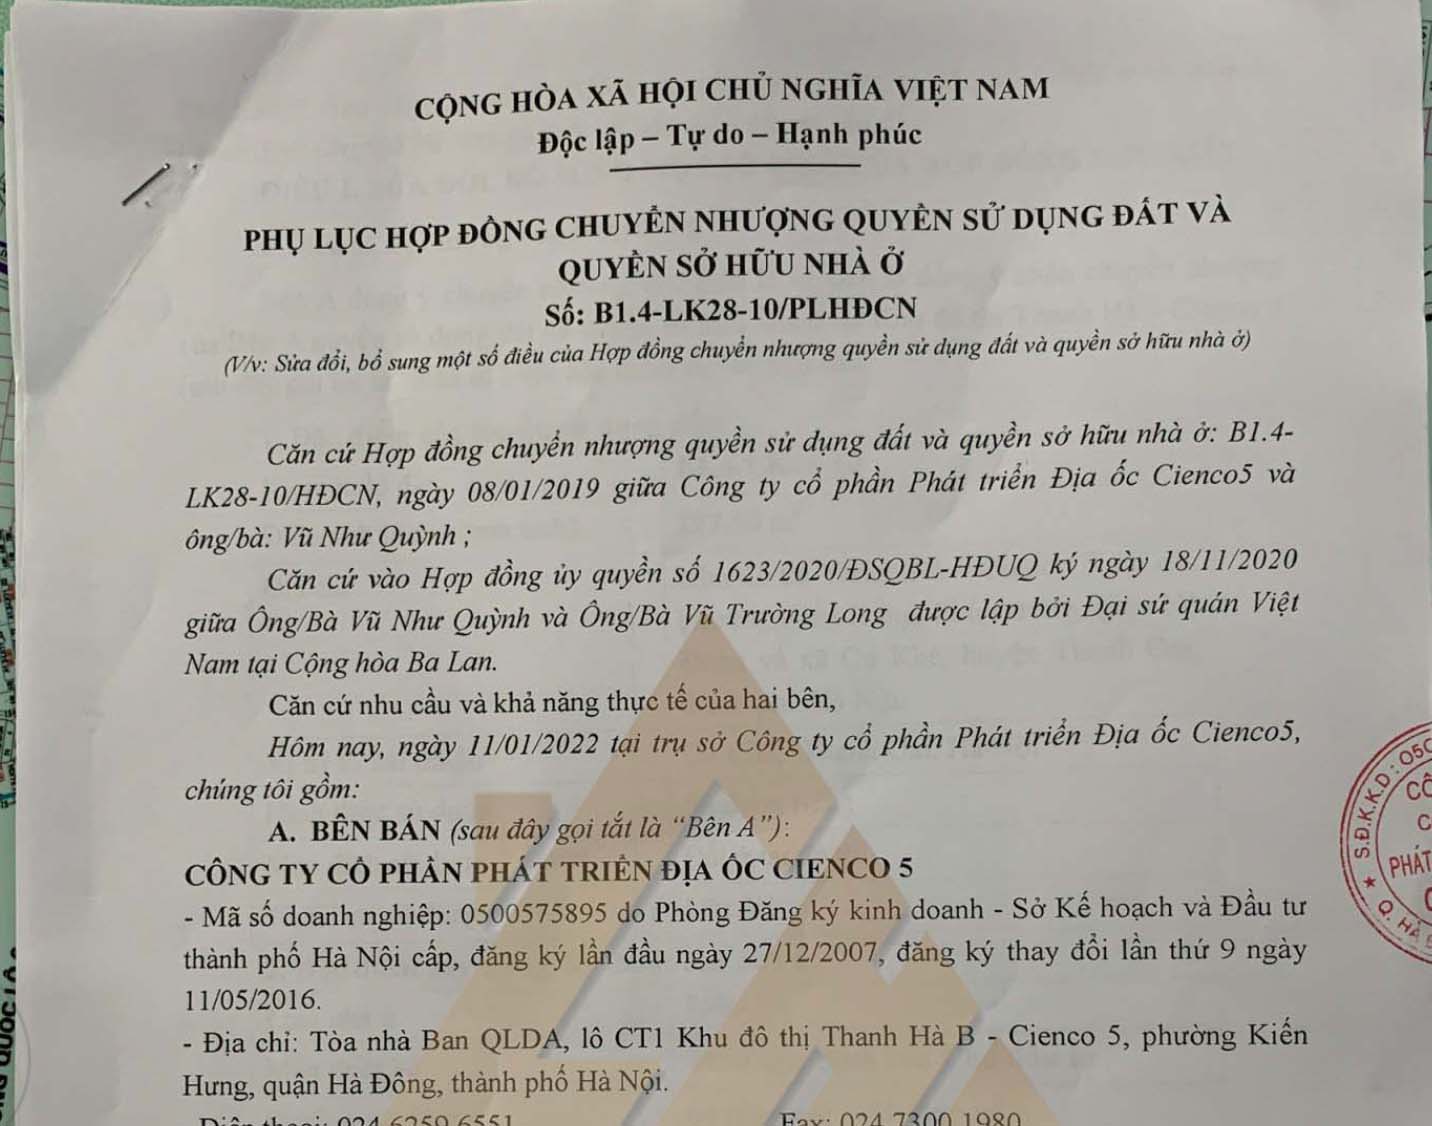 CỘNG HÒA XÃ HỘI CHỦ NGHĨA VIỆT NAM
Độc lập – Tự do – Hạnh phúc
PHỤ LỤC HỢP ĐỒNG CHUYỂN NHƯỢNG QUYỀN SỬ DỤNG ĐẤT VÀ
QUYỀN SỞ HỮU NHÀ Ở
Số: B1.4-LK28-10/PLHĐCN
(V/v: Sửa đổi, bổ sung một số điều của Hợp đồng chuyển nhượng quyền sử dụng đất và quyền sở hữu nhà ở)
Căn cứ Hợp đồng chuyển nhượng quyền sử dụng đất và quyền sở hữu nhà ở: B1.4-
LK28-10/HĐCN, ngày 08/01/2019 giữa Công ty cổ phần Phát triển Địa ốc Cienco5 và
ông/bà: Vũ Như Quỳnh ;
Căn cứ vào Hợp đồng ủy quyền số 1623/2020/ĐSQBL-HĐUQ ký ngày 18/11/2020
giữa Ông/Bà Vũ Như Quỳnh và Ông/Bà Vũ Trường Long được lập bởi Đại sứ quán Việt
Nam tại Cộng hòa Ba Lan.
Căn cứ nhu cầu và khả năng thực tế của hai bên,
Hôm nay, ngày 11/01/2022 tại trụ sở Công ty cổ phần Phát triển Địa ốc Cienco5,
chúng tôi gồm:
A. BÊN BÁN (sau đây gọi tắt là “Bên A”):
CÔNG TY CỔ PHẦN PHÁT TRIỂN ĐỊA ỐC CIENCO 5
- Mã số doanh nghiệp: 0500575895 do Phòng Đăng ký kinh doanh - Sở Kế hoạch và Đầu tư
thành phố Hà Nội cấp, đăng ký lần đầu ngày 27/12/2007, đăng ký thay đổi lần thứ 9 ngày
11/05/2016.
- Địa chỉ: Tòa nhà Ban QLDA, lô CT1 Khu đô thị Thanh Hà B - Cienco 5, phường Kiến
Hưng, quận Hà Đông, thành phố Hà Nội.
Điện thoại: 024 6259 6551 Fax: 024 7300 1980
S.Đ.K.K.D: 050
PHÁT
Q. HÀ